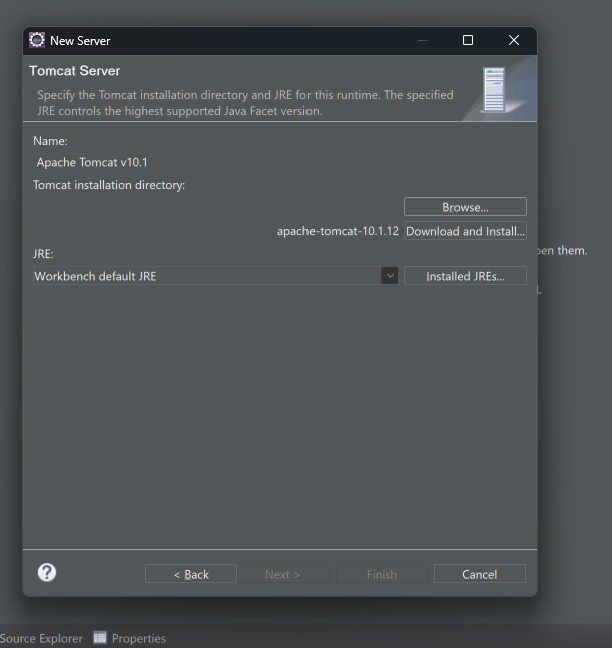 New Server
Tomcat Server
Specify the Tomcat installation directory and JRE for this runtime. The specified
JRE controls the highest supported Java Facet version.
Name:
Apache Tomcat v10.1
Tomcat installation directory:
Browse...
apache-tomcat-10.1.12 Download and Install...
pen them.
JRE:
Workbench default JRE
Installed JREs...
< Back
Next >
Finish
Cancel
Source Explorer
Properties